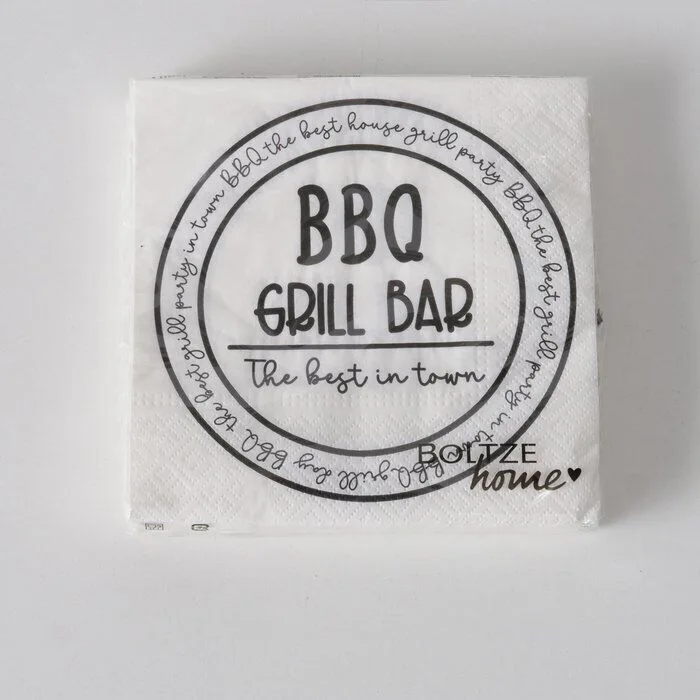 BBQ
GRILL BAR
The best in town
BBQ the best house grill party BBQ the best grill party in
BBQ grill day BBQ the best grill party in town
BOLTZE
home